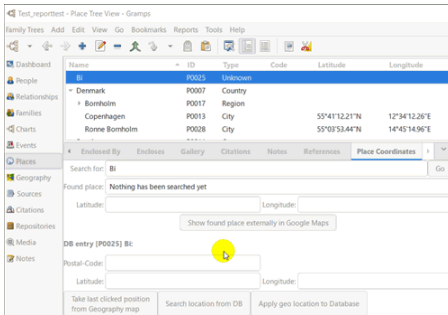 Test_reporttest - Place Tree View - Gramps
Family Trees Add Edit View Go Bookmarks Reports Tools Help
Dashboard
People
Relationships
Families
Charts
Events
Places
Geography
Sources
Citations
Repositories
Media
Notes
Name ID Type Code Latitude Longitude
Bi P0025 Unknown
Denmark P0007 Country
Bornholm P0017 Region
Copenhagen P0013 City 55°41'12.21"N 12°34'12.26"E
Ronne Bornholm P0028 City 55°03'53.44"N 14°45'14.96"E
Enclosed By Encloses Gallery Citations Notes References Place Coordinates
Search for: Bi Go
Found place: Nothing has been searched yet
Latitude: Longitude:
Show found place externally in Google Maps
DB entry [P0025] Bi:
Postal-Code:
Latitude: Longitude:
Take last clicked position
from Geography map
Search location from DB
Apply geo location to Database